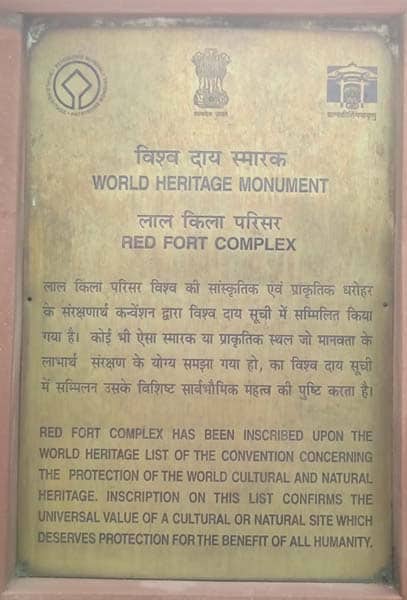 विश्व दाय स्मारक
WORLD HERITAGE MONUMENT
लाल किला परिसर
RED FORT COMPLEX
लाल किला परिसर विश्व की सांस्कृतिक एवं प्राकृतिक धरोहर
के संरक्षणार्थ कन्वेंशन द्वारा विश्व दाय सूची में सम्मिलित किया
गया है। कोई भी ऐसा स्मारक या प्राकृतिक स्थल जो मानवता के
लाभार्थ संरक्षण के योग्य समझा गया हो, का विश्व दाय सूची
में सम्मिलन उसके विशिष्ट सार्वभौमिक महत्व की पुष्टि करता है।
RED FORT COMPLEX HAS BEEN INSCRIBED UPON THE
WORLD HERITAGE LIST OF THE CONVENTION CONCERNING
THE PROTECTION OF THE WORLD CULTURAL AND NATURAL
HERITAGE. INSCRIPTION ON THIS LIST CONFIRMS THE
UNIVERSAL VALUE OF A CULTURAL OR NATURAL SITE WHICH
DESERVES PROTECTION FOR THE BENEFIT OF ALL HUMANITY.